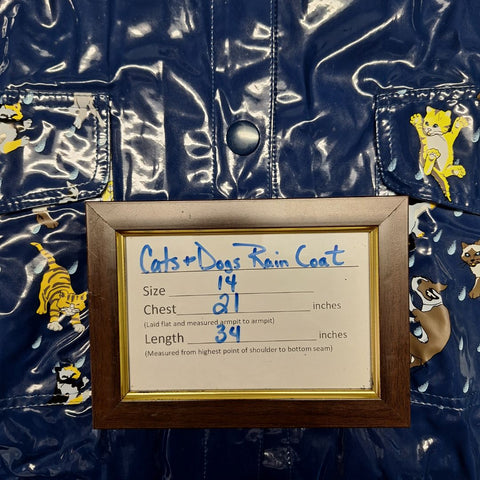 Cats + Dogs Rain Coat
Size 14
Chest 21 inches
(Laid flat and measured armpit to armpit)
Length 34 inches
(Measured from highest point of shoulder to bottom seam)